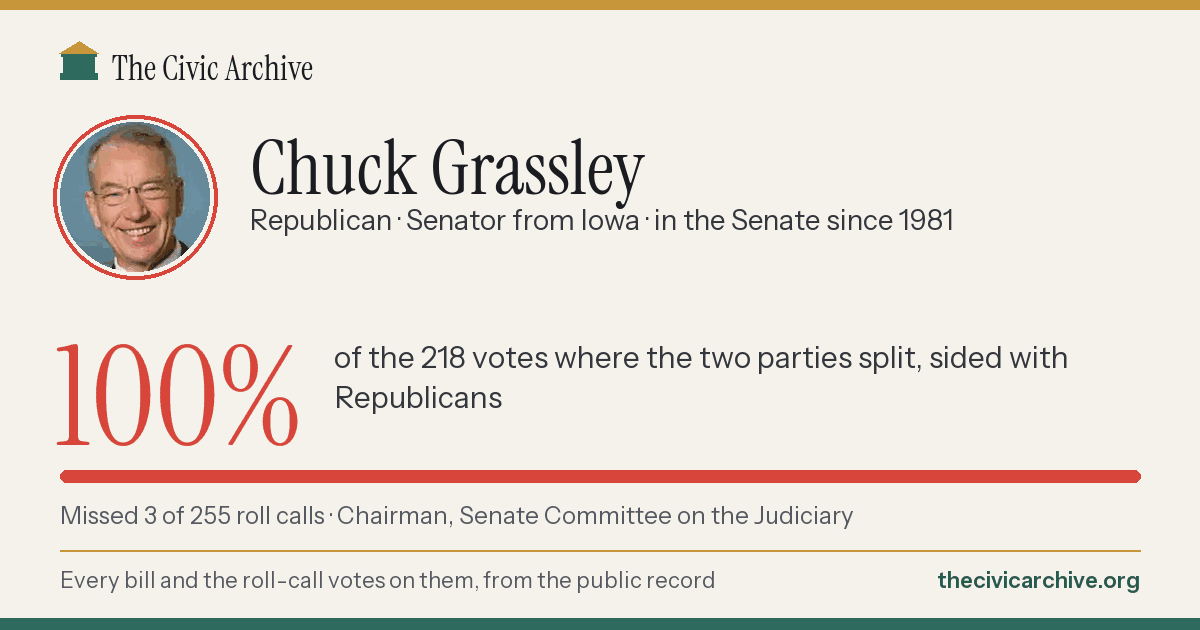 The Civic Archive
Chuck Grassley
Republican · Senator from Iowa · in the Senate since 1981
100%
of the 218 votes where the two parties split, sided with
Republicans
Missed 3 of 255 roll calls · Chairman, Senate Committee on the Judiciary
Every bill and the roll-call votes on them, from the public record
thecivicarchive.org